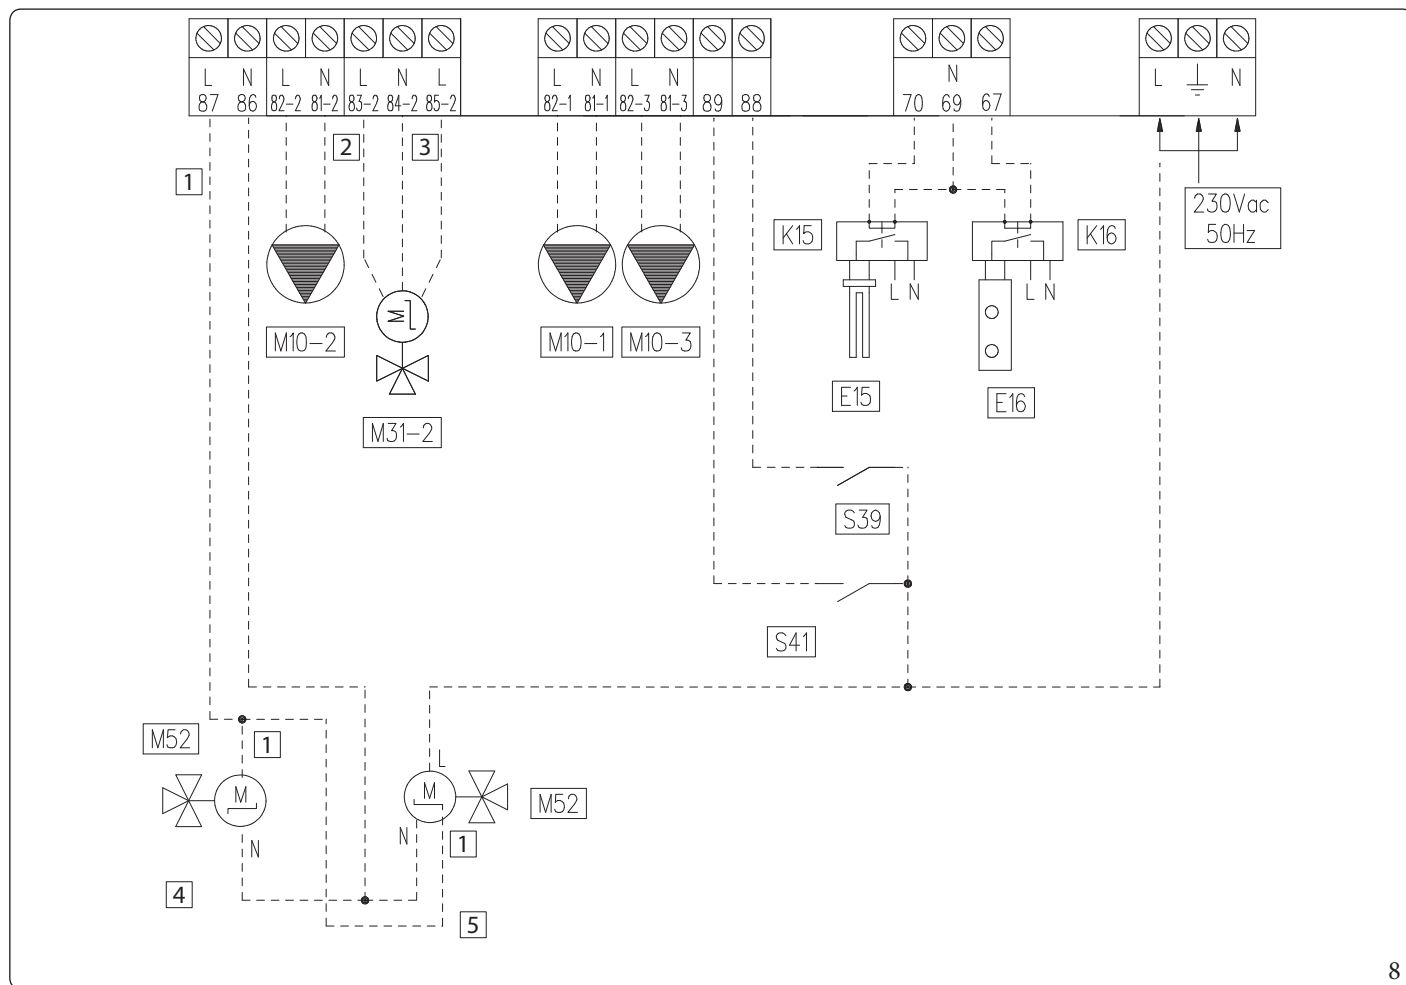 L N L N L N L
87 86 82-2 81-2 83-2 84-2 85-2
L N L N
82-1 81-1 82-3 81-3 89 88
N
70 69 67
L N
2
3
1
230Vac
50Hz
K15
K16
L N
L N
M
M10-2
M10-1
M10-3
E15
E16
M31-2
S39
S41
M52
1
L
M
M
M52
N
N
1
4
5
8